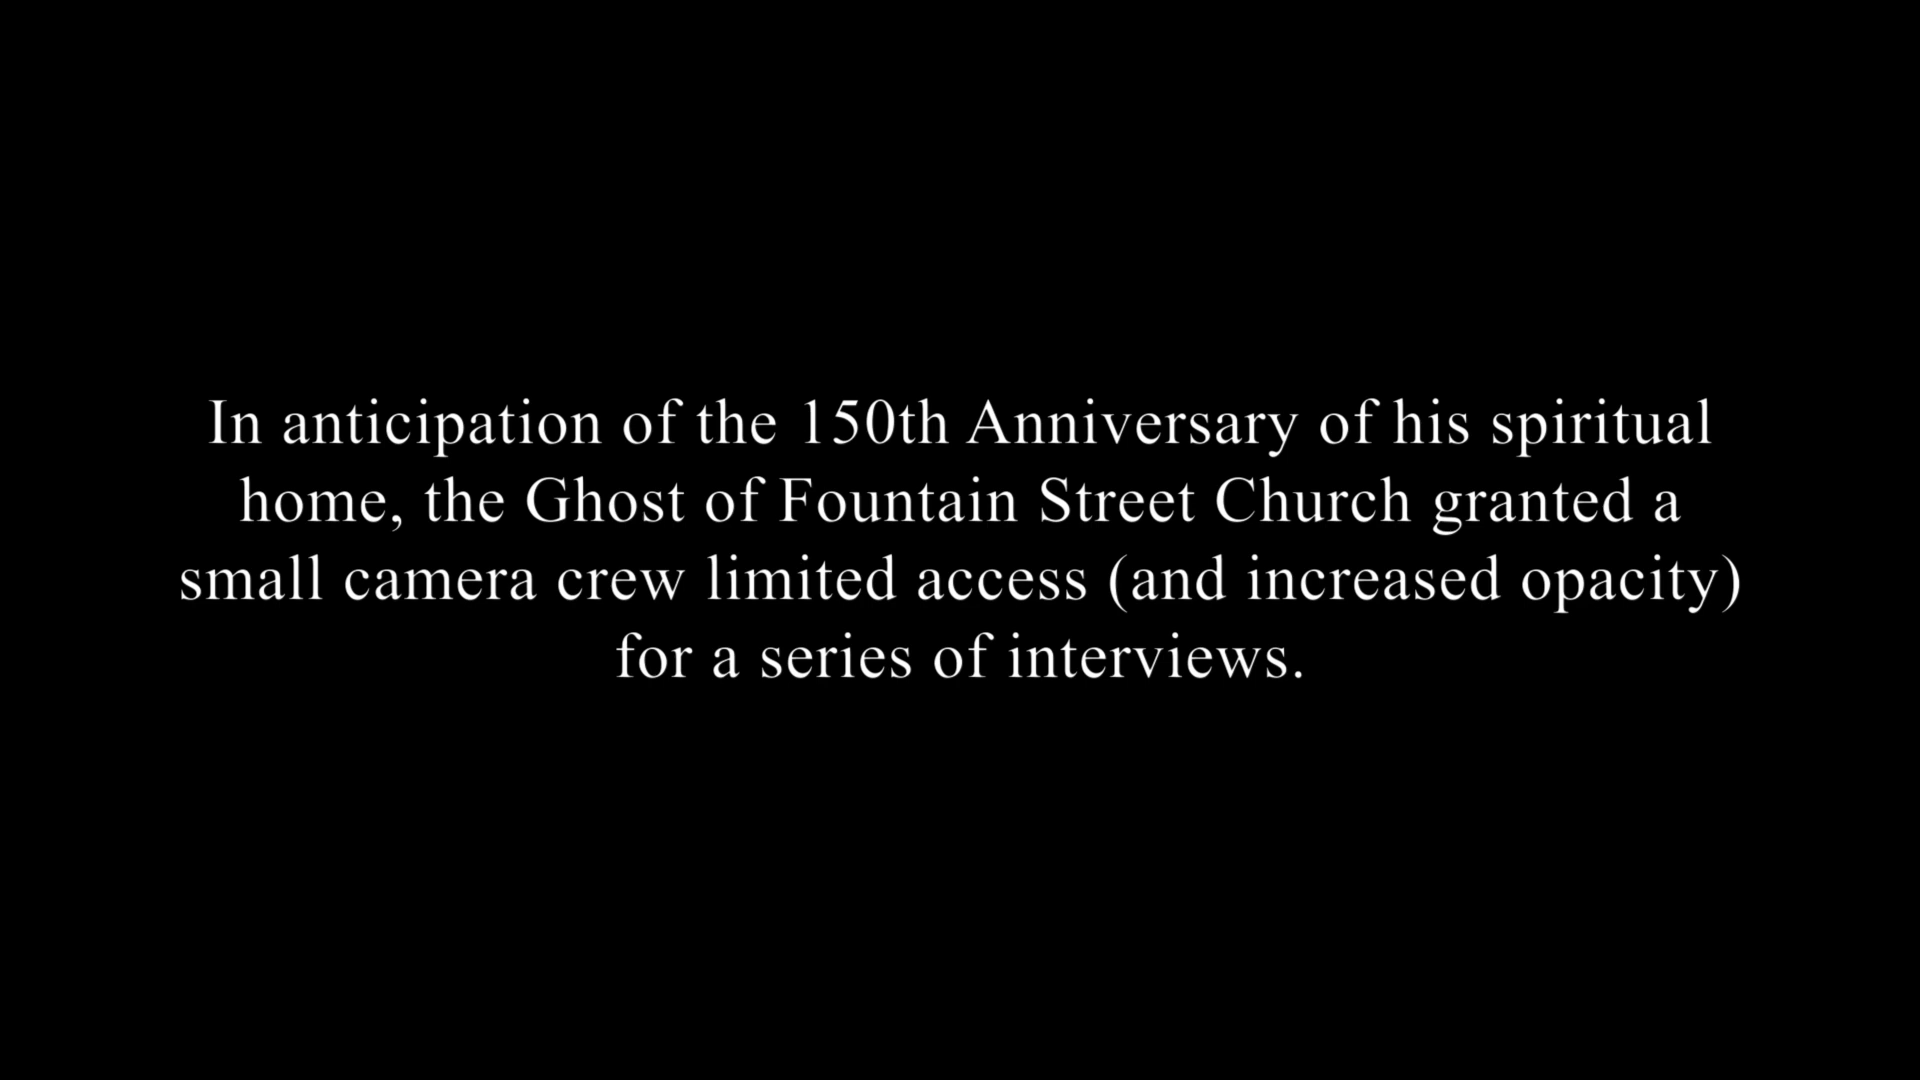 In anticipation of the 150th Anniversary of his spiritual
home, the Ghost of Fountain Street Church granted a
small camera crew limited access (and increased opacity)
for a series of interviews.